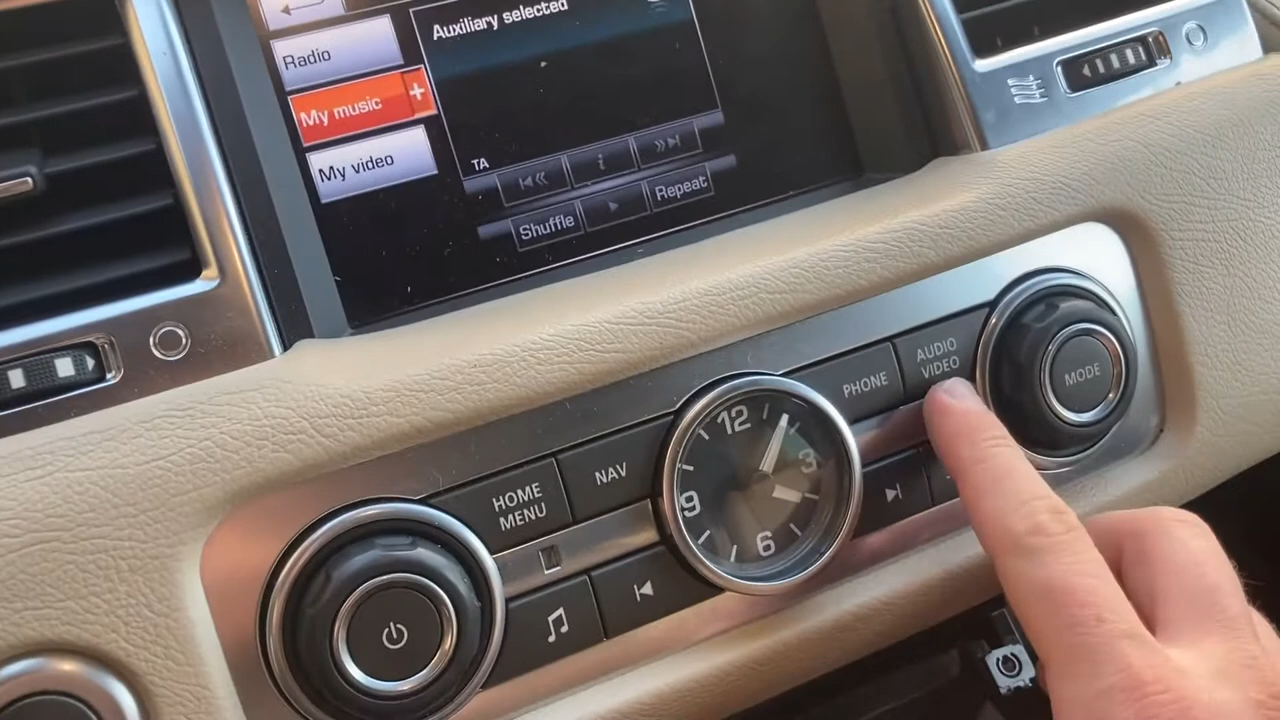 Auxiliary selected
Radio
My music +
My video
TA
i
Shuffle
Repeat
AUDIO
VIDEO
PHONE
MODE
NAV
HOME
MENU
12
3
6
9